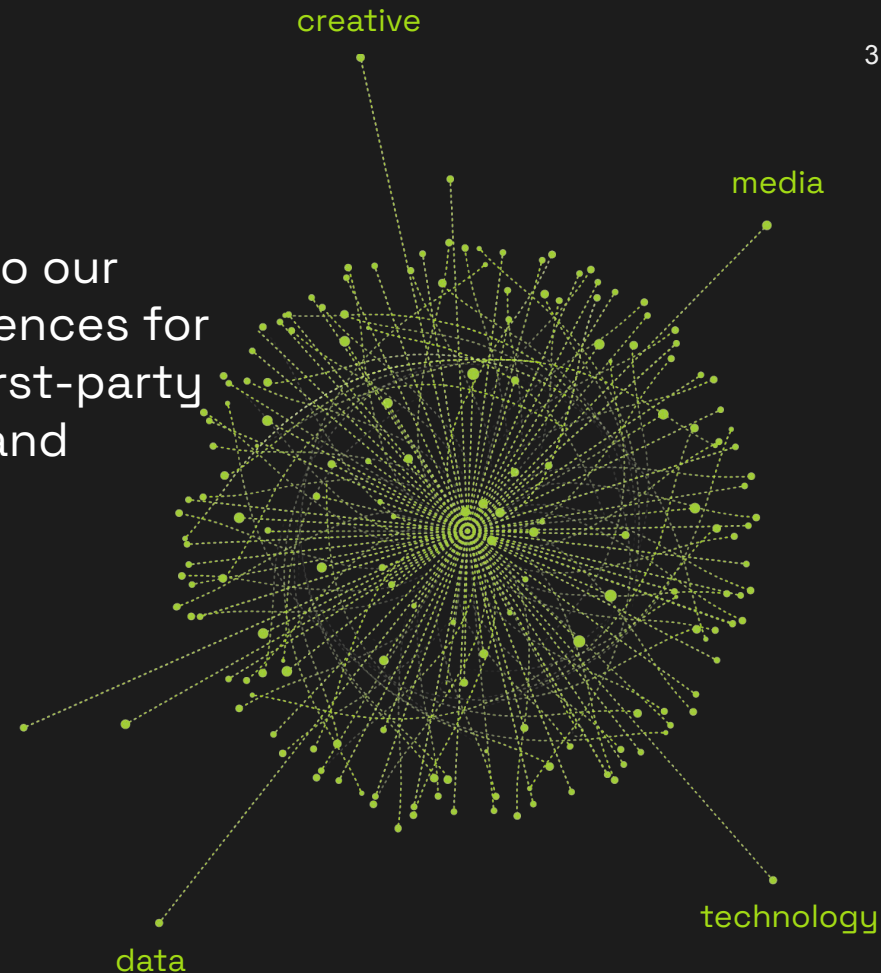 creative
3
media
o our
ences for
rst-party
and
technology
data